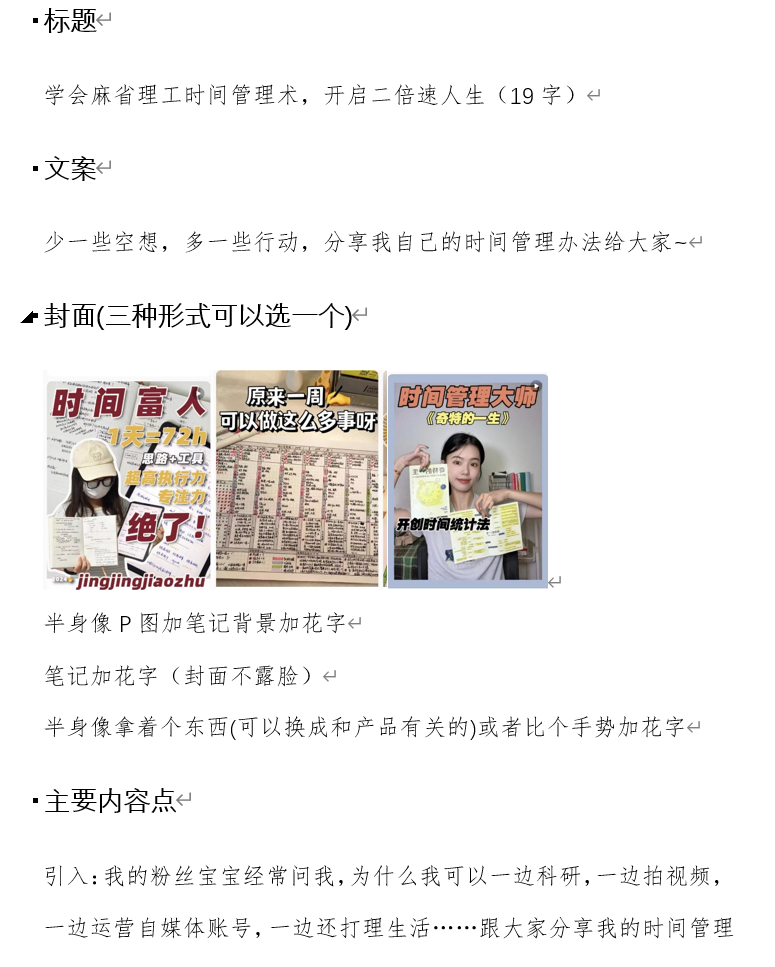 标题
学会麻省理工时间管理术，开启二倍速人生（19 字）
文案
少一些空想，多一些行动，分享我自己的时间管理办法给大家~
封面(三种形式可以选一个)
时间富人
1天=72h
思路+工具
超高执行力
专注力
绝了！
jingjingjiaozhu
原来一周
可以做这么多事呀
时间管理大师
《奇特的一生》
开创时间统计法
半身像 P 图加笔记背景加花字
笔记加花字（封面不露脸）
半身像拿着个东西(可以换成和产品有关的)或者比个手势加花字
主要内容点
引入：我的粉丝宝宝经常问我，为什么我可以一边科研，一边拍视频，
一边运营自媒体账号，一边还打理生活……跟大家分享我的时间管理